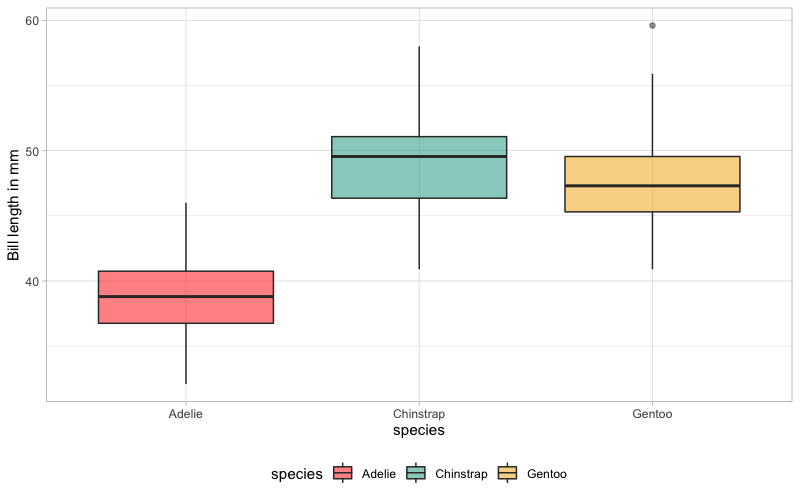 60
50
40
Bill length in mm
Adelie Chinstrap Gentoo
species
species Adelie Chinstrap Gentoo